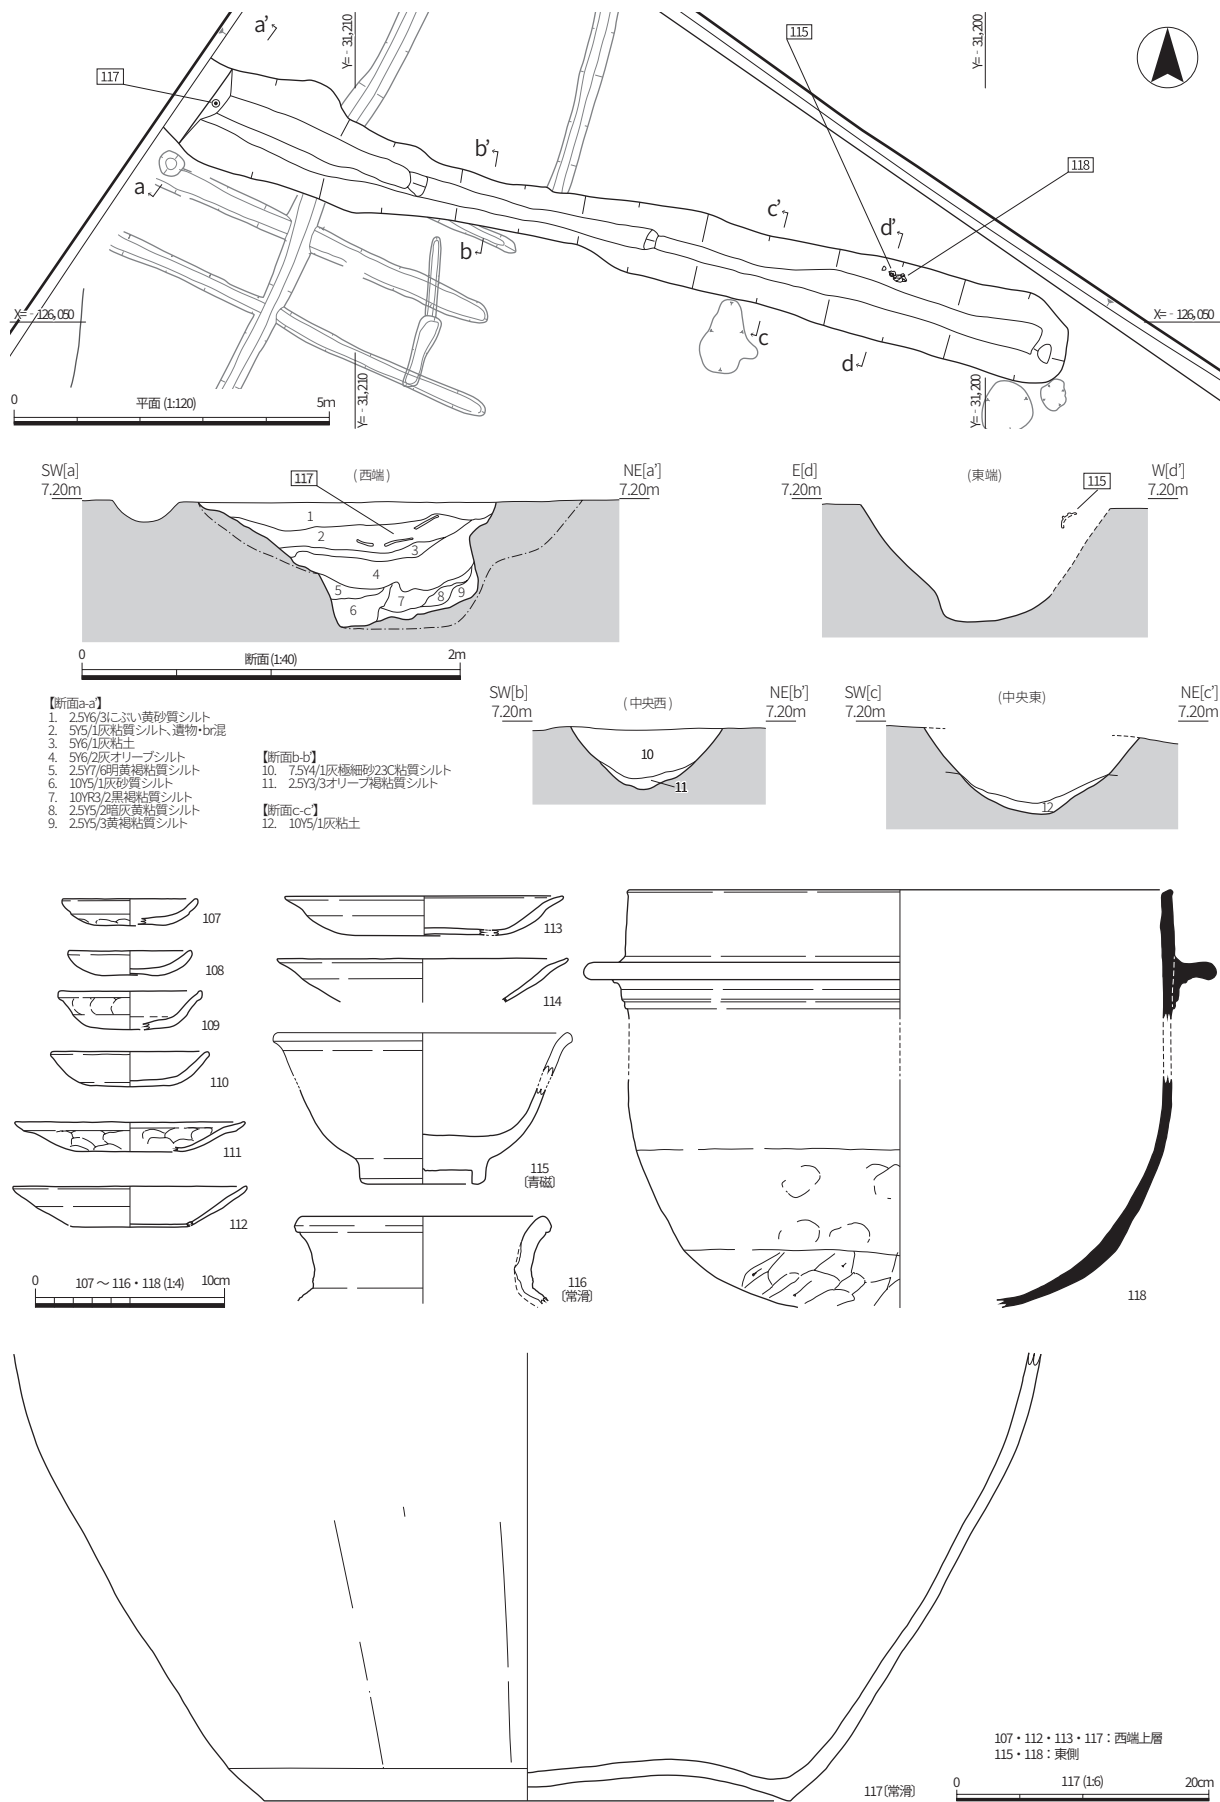 a’
Y=－31,210
115
Y=－31,200
117
b’
118
a
c’
d’
b
X=－126,050
X=－126,050
c
d
Y=－31,210
Y=－31,200
0 平面 (1:120) 5m
SW[a]
7.20m
117
(西端)
NE[a’]
7.20m
E[d]
7.20m
(東端)
115
W[d’]
7.20m
1
2
3
4
5
6
7
8
9
0 断面 (1:40) 2m
【断面a-a’】
1. 2.5Y6/3にぶい黄砂質シルト
2. 5Y5/1灰粘質シルト、遺物・br混
3. 5Y6/1灰粘土
4. 5Y6/2灰オリーブシルト
5. 2.5Y7/6明黄褐粘質シルト
6. 10Y5/1灰砂質シルト
7. 10YR3/2黒褐粘質シルト
8. 2.5Y5/2暗灰黄粘質シルト
9. 2.5Y5/3黄褐粘質シルト
【断面b-b’】
10. 7.5Y4/1灰極細砂23C粘質シルト
11. 2.5Y3/3オリーブ褐粘質シルト
【断面c-c’】
12. 10Y5/1灰粘土
SW[b]
7.20m
(中央西)
NE[b’]
7.20m
10
11
SW[c]
7.20m
(中央東)
NE[c’]
7.20m
12
107
108
109
110
111
112
113
114
115
〔青磁〕
116
〔常滑〕
118
0 107～116・118 (1:4) 10cm
107・112・113・117：西端上層
115・118：東側
117〔常滑〕
0 117 (1:6) 20cm